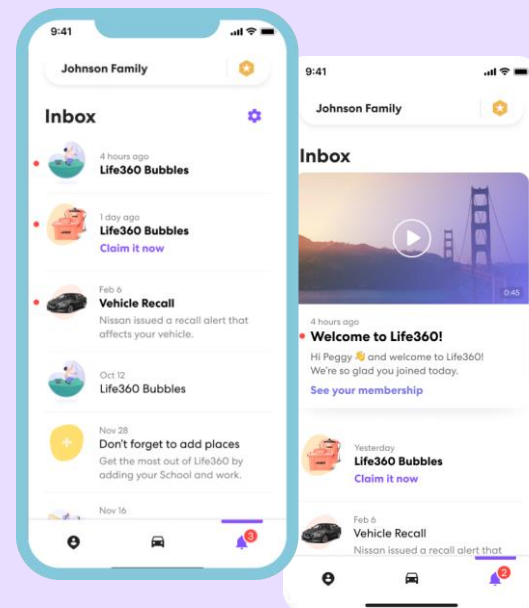 9:41
Johnson Family
Inbox
4 hours ago
Life360 Bubbles
1 day ago
Life360 Bubbles
Claim it now
Feb 6
Vehicle Recall
Nissan issued a recall alert that
affects your vehicle.
Oct 12
Life360 Bubbles
Nov 28
Don't forget to add places
Get the most out of Life360 by
adding your School and work.
Nov 16
3
9:41
Johnson Family
Inbox
0:45
4 hours ago
Welcome to Life360!
Hi Peggy 👋 and welcome to Life360!
We're so glad you joined today.
See your membership
Yesterday
Life360 Bubbles
Claim it now
Feb 6
Vehicle Recall
Nissan issued a recall alert that
2